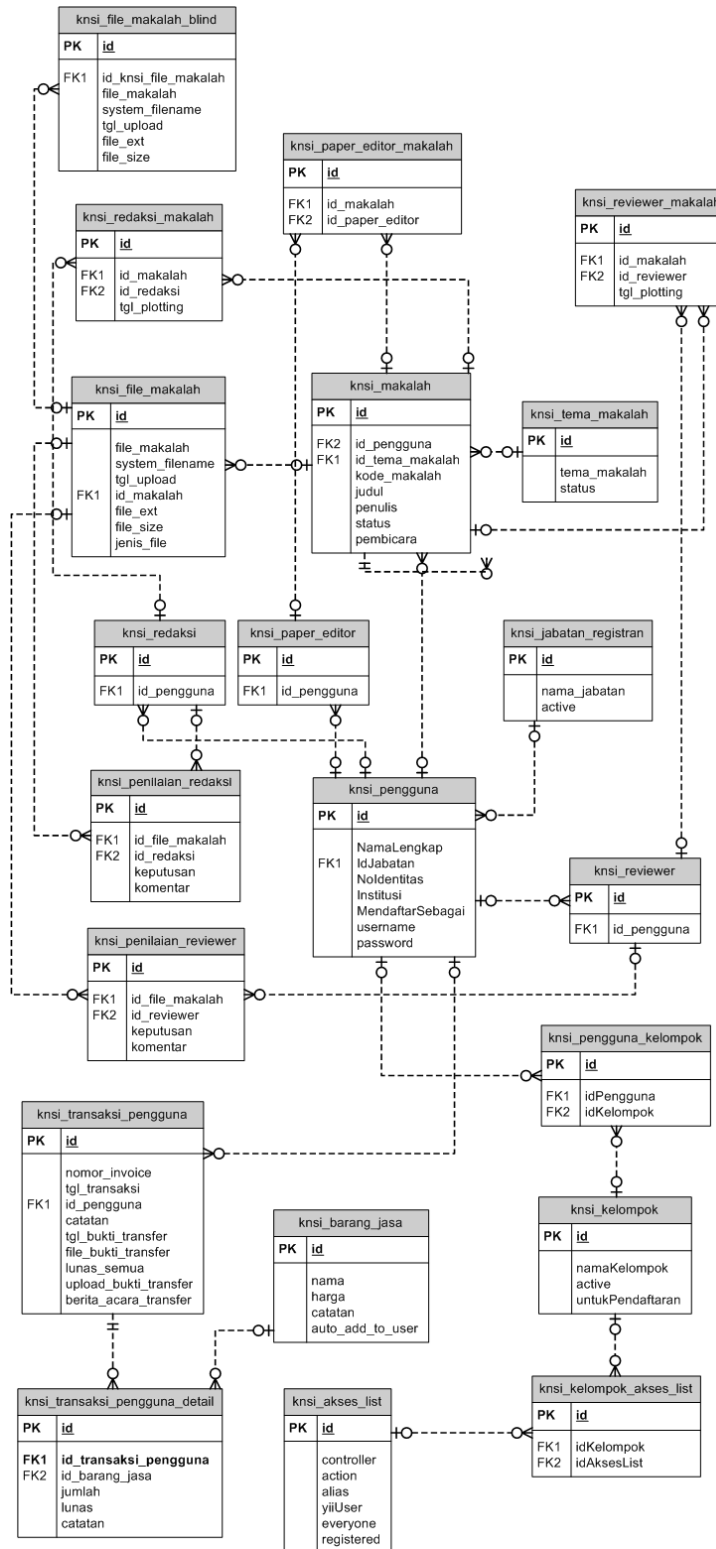 knsi_file_makalah_blind
PK id
FK1 id_knsi_file_makalah
file_makalah
system_filename
tgl_upload
file_ext
file_size
knsi_paper_editor_makalah
PK id
FK1 id_makalah
FK2 id_paper_editor
knsi_reviewer_makalah
PK id
FK1 id_makalah
FK2 id_reviewer
tgl_plotting
knsi_redaksi_makalah
PK id
FK1 id_makalah
FK2 id_redaksi
tgl_plotting
knsi_file_makalah
PK id
file_makalah
system_filename
tgl_upload
FK1 id_makalah
file_ext
file_size
jenis_file
knsi_makalah
PK id
FK2 id_pengguna
FK1 id_tema_makalah
kode_makalah
judul
penulis
status
pembicara
knsi_tema_makalah
PK id
tema_makalah
status
knsi_redaksi
PK id
FK1 id_pengguna
knsi_paper_editor
PK id
FK1 id_pengguna
knsi_jabatan_registran
PK id
nama_jabatan
active
knsi_penilaian_redaksi
PK id
FK1 id_file_makalah
FK2 id_redaksi
keputusan
komentar
knsi_pengguna
PK id
NamaLengkap
FK1 IdJabatan
NoIdentitas
Institusi
MendaftarSebagai
username
password
knsi_reviewer
PK id
FK1 id_pengguna
knsi_penilaian_reviewer
PK id
FK1 id_file_makalah
FK2 id_reviewer
keputusan
komentar
knsi_pengguna_kelompok
PK id
FK1 idPengguna
FK2 idKelompok
knsi_transaksi_pengguna
PK id
nomor_invoice
tgl_transaksi
FK1 id_pengguna
catatan
tgl_bukti_transfer
file_bukti_transfer
lunas_semua
upload_bukti_transfer
berita_acara_transfer
knsi_barang_jasa
PK id
nama
harga
catatan
auto_add_to_user
knsi_kelompok
PK id
namaKelompok
active
untukPendaftaran
knsi_transaksi_pengguna_detail
PK id
FK1 id_transaksi_pengguna
FK2 id_barang_jasa
jumlah
lunas
catatan
knsi_akses_list
PK id
controller
action
alias
yiiUser
everyone
registered
knsi_kelompok_akses_list
PK id
FK1 idKelompok
FK2 idAksesList